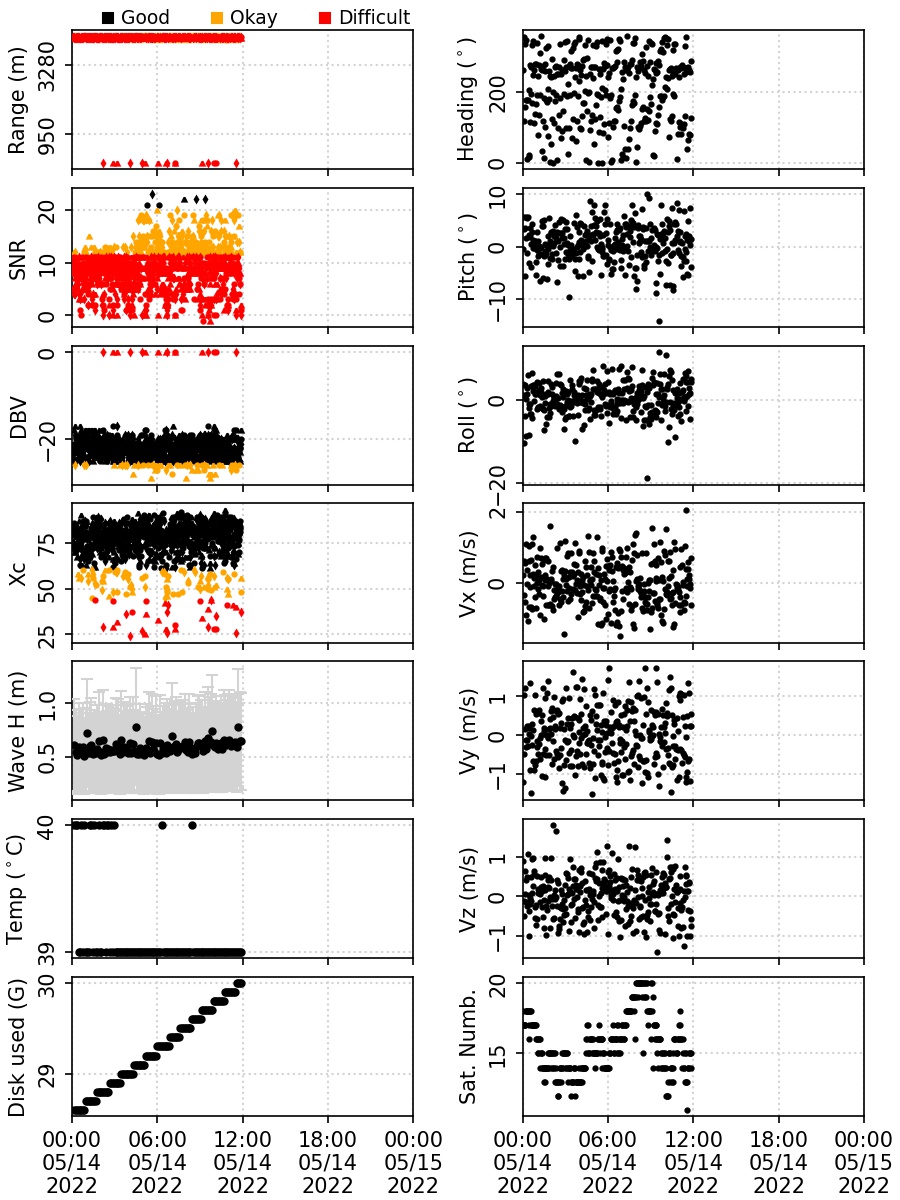 Good Okay Difficult
Range (m)
3280
950
Heading (°)
200
0
SNR
20
10
0
Pitch (°)
10
0
−10
DBV
0
−20
Roll (°)
0
−20
Xc
75
50
25
Vx (m/s)
2
0
Wave H (m)
1.0
0.5
Vy (m/s)
1
0
−1
Temp (°C)
40
39
Vz (m/s)
1
0
−1
Disk used (G)
30
29
Sat. Numb.
20
15
00:00 06:00 12:00 18:00 00:00
05/14 05/14 05/14 05/14 05/15
2022 2022 2022 2022 2022
00:00 06:00 12:00 18:00 00:00
05/14 05/14 05/14 05/14 05/15
2022 2022 2022 2022 2022